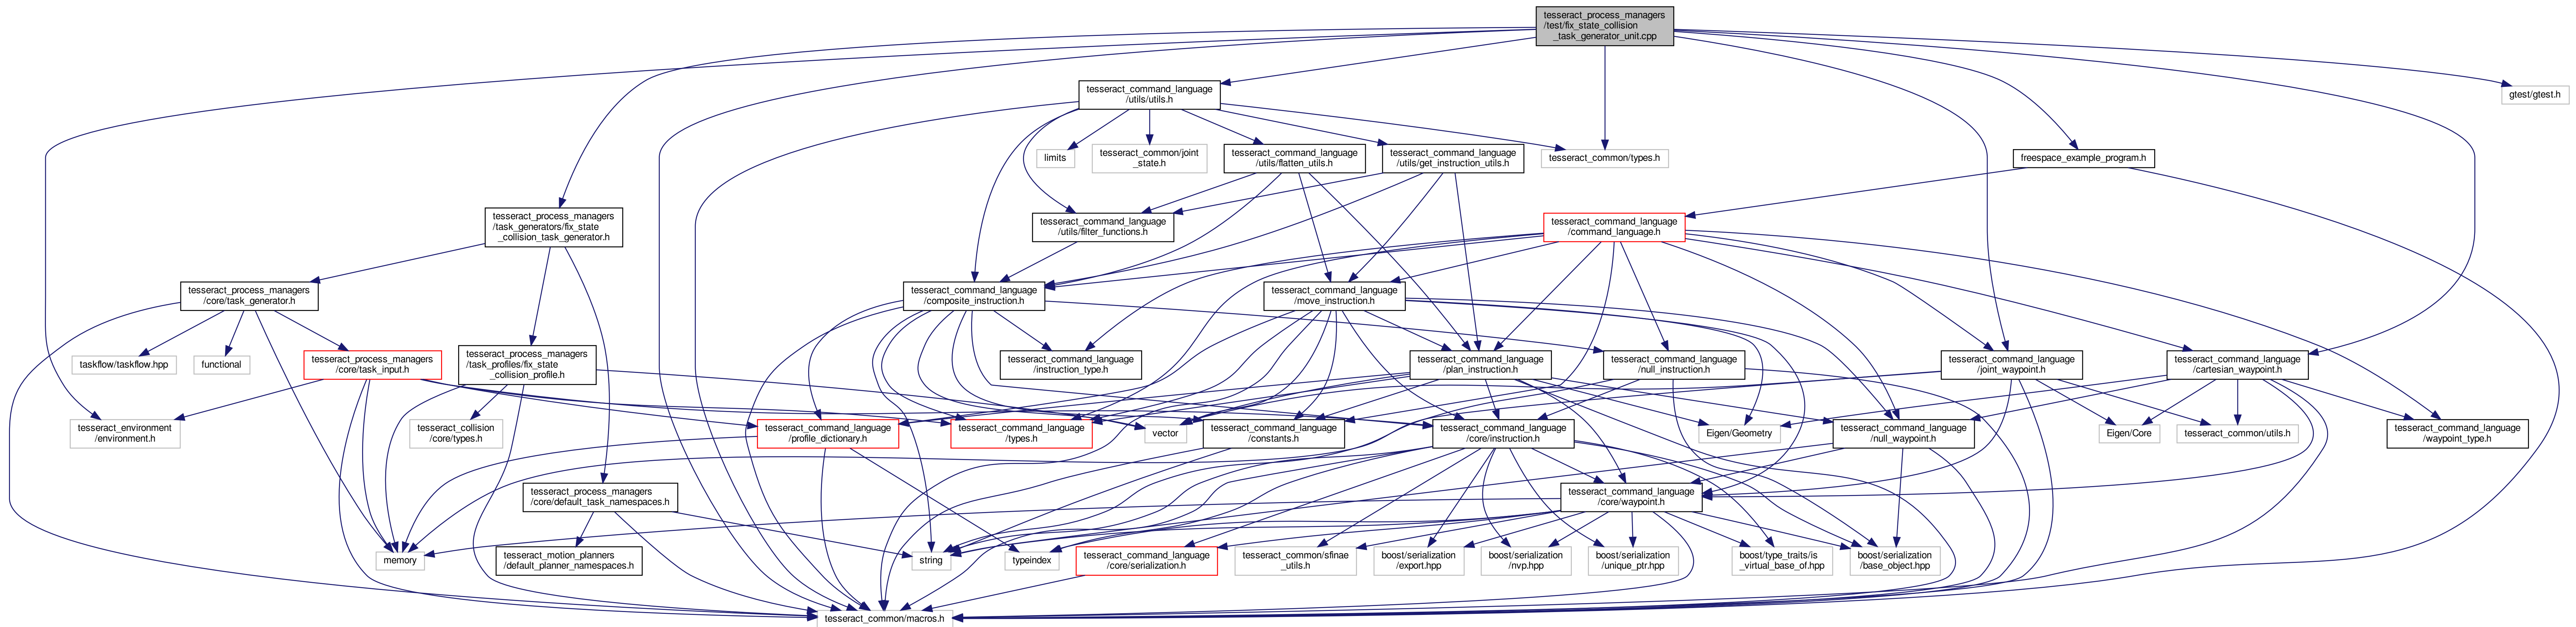 tesseract_process_managers
/test/fix_state_collision
_task_generator_unit.cpp
tesseract_command_language
/utils/utils.h
gtest/gtest.h
limits
tesseract_common/joint
_state.h
tesseract_command_language
/utils/flatten_utils.h
tesseract_command_language
/utils/get_instruction_utils.h
tesseract_common/types.h
freespace_example_program.h
tesseract_process_managers
/task_generators/fix_state
_collision_task_generator.h
tesseract_command_language
/utils/filter_functions.h
tesseract_command_language
/command_language.h
tesseract_process_managers
/core/task_generator.h
tesseract_command_language
/composite_instruction.h
tesseract_command_language
/move_instruction.h
taskflow/taskflow.hpp
functional
tesseract_process_managers
/core/task_input.h
tesseract_process_managers
/task_profiles/fix_state
_collision_profile.h
tesseract_command_language
/instruction_type.h
tesseract_command_language
/plan_instruction.h
tesseract_command_language
/null_instruction.h
tesseract_command_language
/joint_waypoint.h
tesseract_command_language
/cartesian_waypoint.h
tesseract_environment
/environment.h
tesseract_collision
/core/types.h
tesseract_command_language
/profile_dictionary.h
tesseract_command_language
/types.h
vector
tesseract_command_language
/constants.h
tesseract_command_language
/core/instruction.h
Eigen/Geometry
tesseract_command_language
/null_waypoint.h
Eigen/Core
tesseract_common/utils.h
tesseract_command_language
/waypoint_type.h
tesseract_process_managers
/core/default_task_namespaces.h
tesseract_command_language
/core/waypoint.h
memory
tesseract_motion_planners
/default_planner_namespaces.h
string
typeindex
tesseract_command_language
/core/serialization.h
tesseract_common/sfinae
_utils.h
boost/serialization
/export.hpp
boost/serialization
/nvp.hpp
boost/serialization
/unique_ptr.hpp
boost/type_traits/is
_virtual_base_of.hpp
boost/serialization
/base_object.hpp
tesseract_common/macros.h